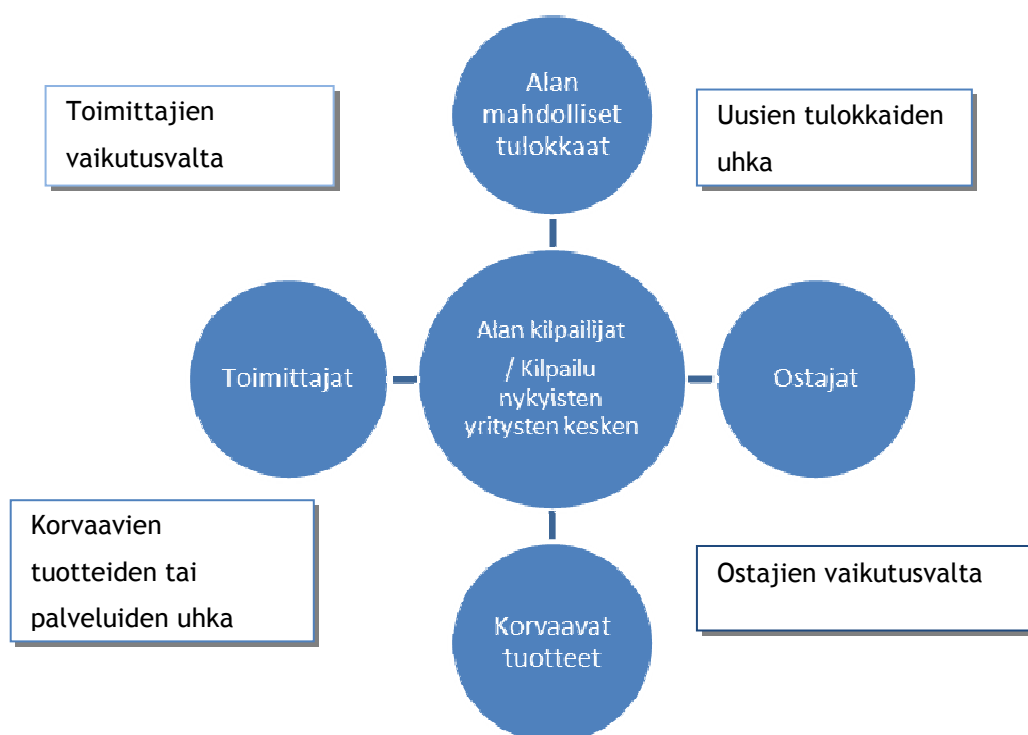 Alan
mahdolliset
tulokkaat
Toimittajien
vaikutusvalta
Uusien tulokkaiden
uhka
Toimittajat
Alan kilpailijat
/ Kilpailu
nykyisten
yritysten kesken
Ostajat
Korvaavien
tuotteiden tai
palveluiden uhka
Ostajien vaikutusvalta
Korvaavat
tuotteet